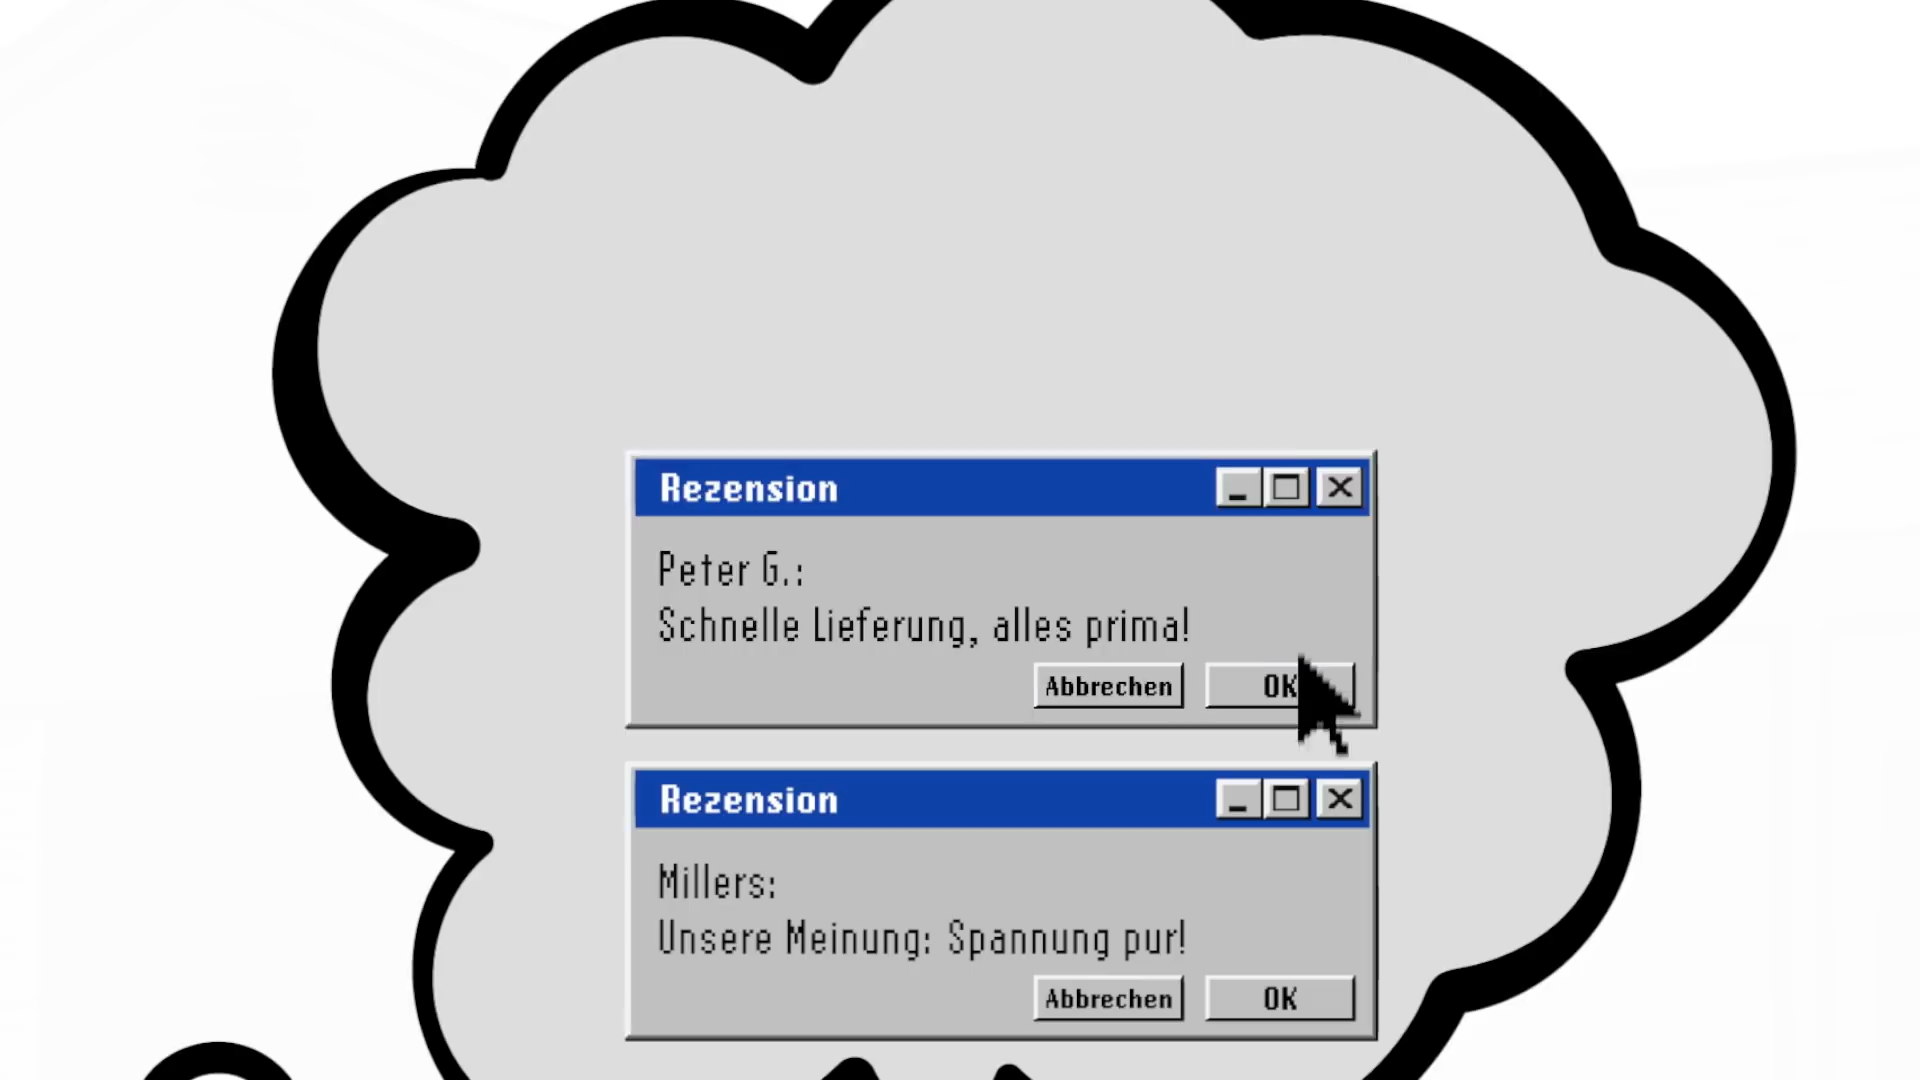 Rezension
Peter G.:
Schnelle Lieferung, alles prima!
Abbrechen OK
Rezension
Millers:
Unsere Meinung: Spannung pur!
Abbrechen OK